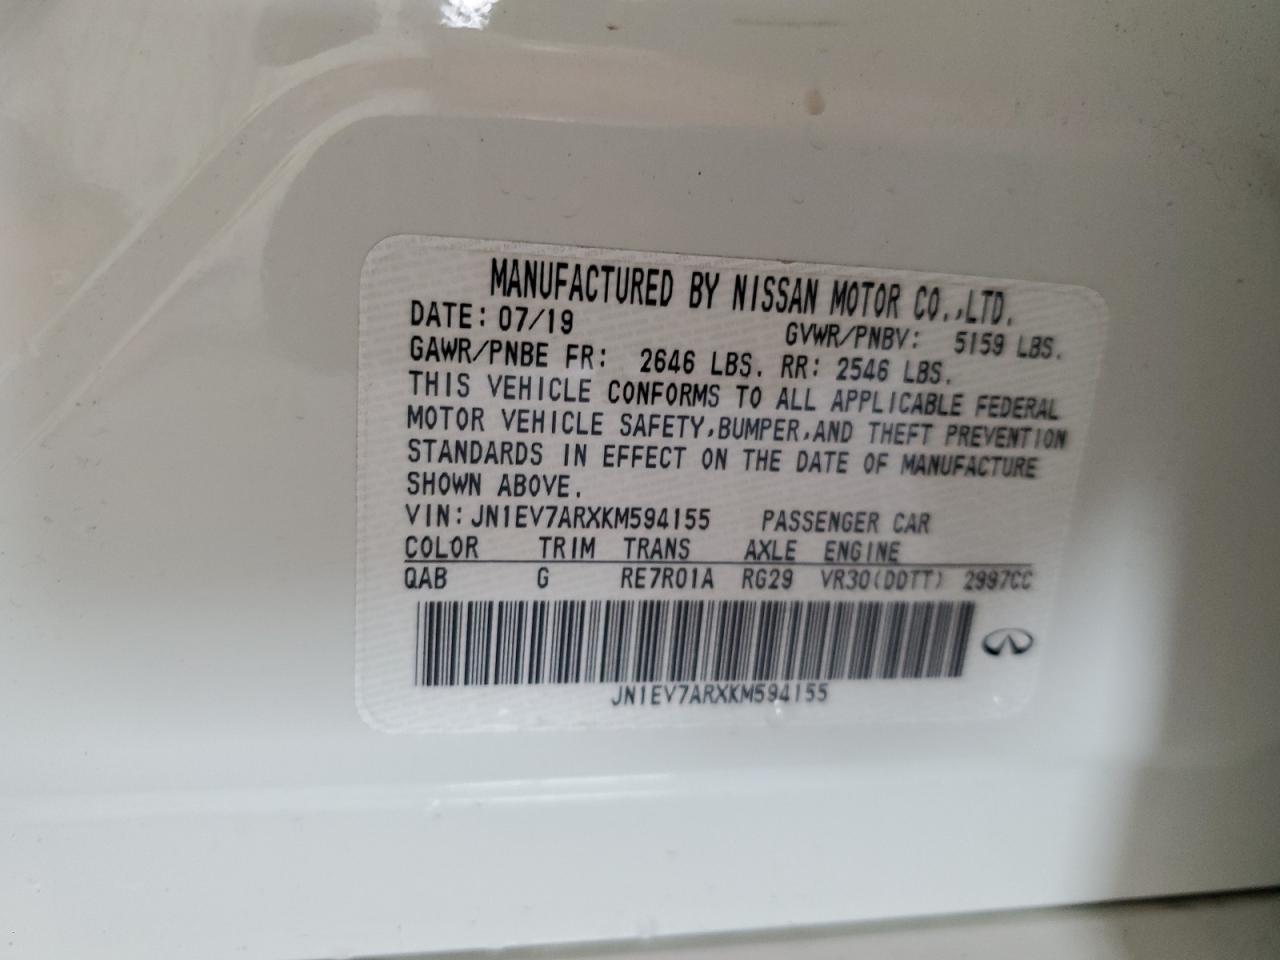 MANUFACTURED BY NISSAN MOTOR CO.,LTD.
DATE: 07/19 GVWR/PNBV: 5159 LBS.
GAWR/PNBE FR: 2646 LBS. RR: 2546 LBS.
THIS VEHICLE CONFORMS TO ALL APPLICABLE FEDERAL
MOTOR VEHICLE SAFETY,BUMPER,AND THEFT PREVENTION
STANDARDS IN EFFECT ON THE DATE OF MANUFACTURE
SHOWN ABOVE.
VIN: JN1EV7ARXKM594155 PASSENGER CAR
COLOR TRIM TRANS AXLE ENGINE
QAB G RE7R01A RG29 VR30(DDTT) 2997CC
JN1EV7ARXKM594155